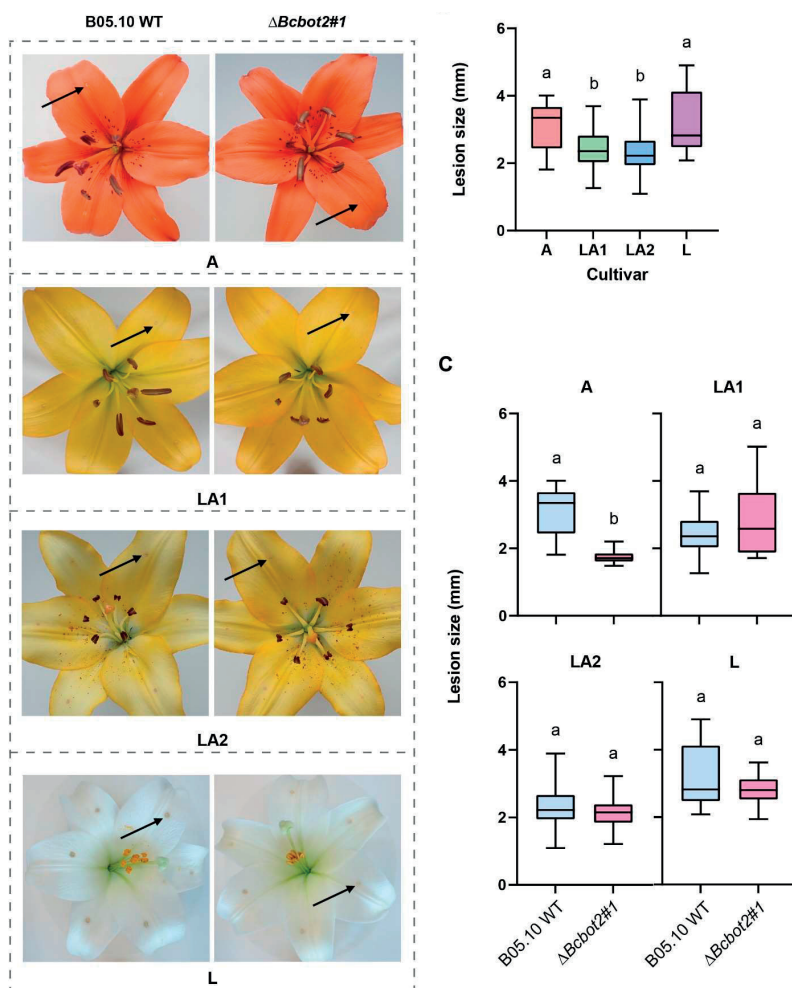 B05.10 WT ΔBcbot2#1
A
LA1
LA2
L
Lesion size (mm)
6
4
2
0
a b b a
A LA1 LA2 L
Cultivar
C
A LA1
Lesion size (mm)
6
4
2
0
a b a a
LA2 L
6
4
2
0
a a a a
B05.10 WT ΔBcbot2#1 B05.10 WT ΔBcbot2#1